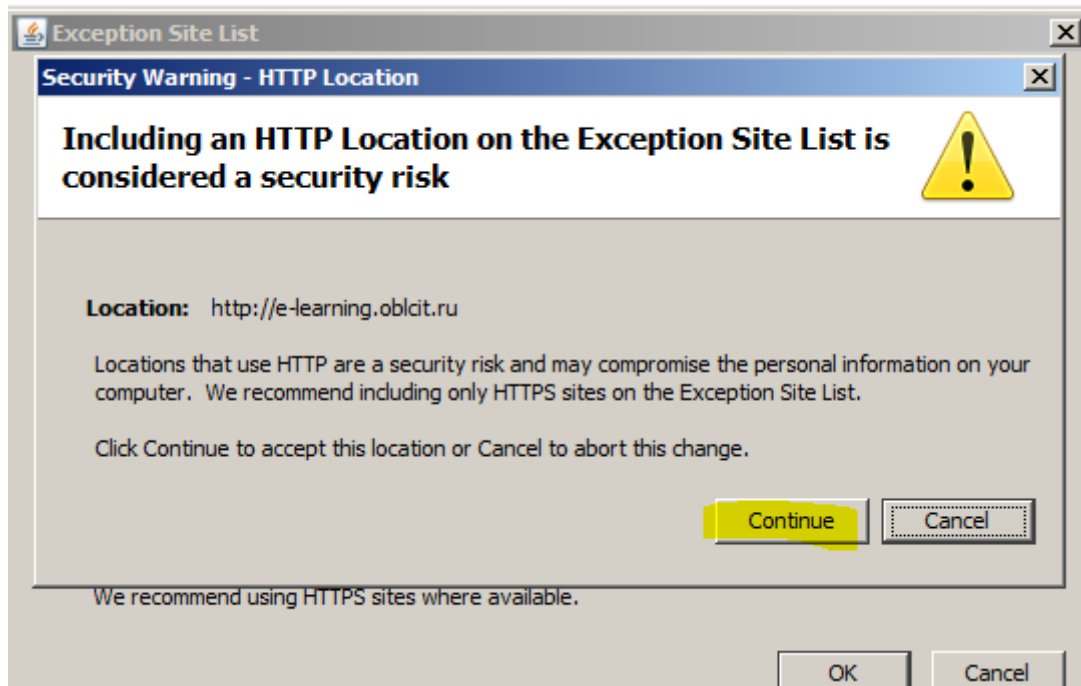 Exception Site List
Security Warning - HTTP Location
Including an HTTP Location on the Exception Site List is
considered a security risk
Location: http://e-learning.oblcit.ru
Locations that use HTTP are a security risk and may compromise the personal information on your
computer. We recommend including only HTTPS sites on the Exception Site List.
Click Continue to accept this location or Cancel to abort this change.
Continue Cancel
We recommend using HTTPS sites where available.
OK Cancel